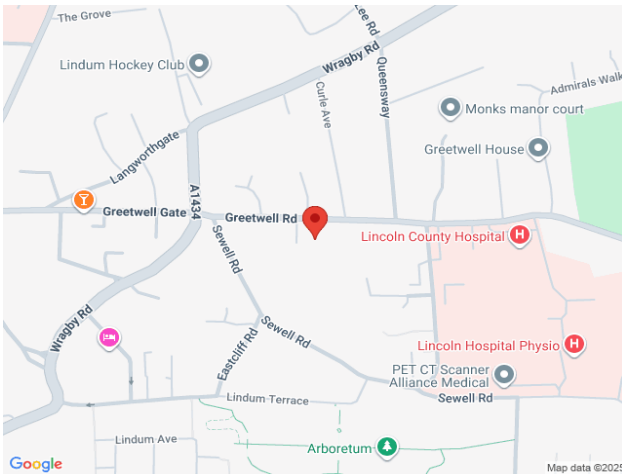 The Grove
Lindum Hockey Club
Wragby Rd
Lee Rd
Queensway
Curle Ave
Admirals Walk
Monks manor court
Langworthgate
Greetwell House
A1434
Greetwell Gate
Greetwell Rd
Sewell Rd
Lincoln County Hospital
Wragby Rd
Eastcliff Rd
Sewell Rd
Lincoln Hospital Physio
PET CT Scanner
Alliance Medical
Sewell Rd
Lindum Terrace
Lindum Ave
Arboretum
Google
Map data ©2025